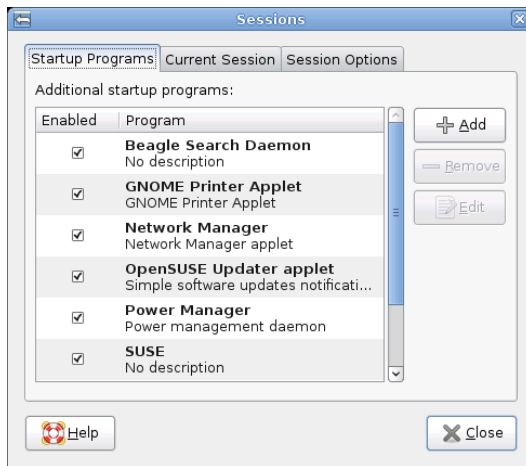 Sessions
Startup Programs Current Session Session Options
Additional startup programs:
Enabled Program
Beagle Search Daemon
No description
GNOME Printer Applet
GNOME Printer Applet
Network Manager
Network Manager applet
OpenSUSE Updater applet
Simple software updates notificati...
Power Manager
Power management daemon
SUSE
No description
Add
Remove
Edit
Help
Close